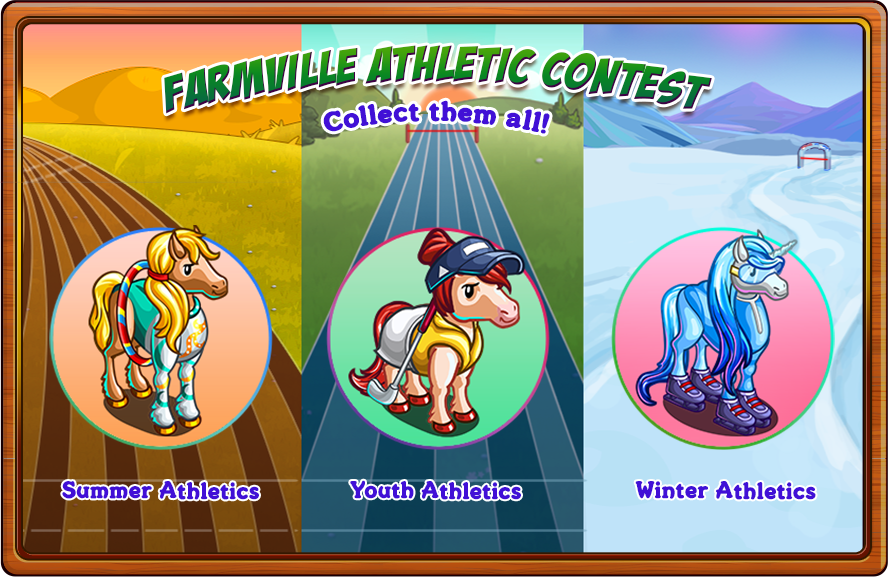 FARMVILLE ATHLETIC CONTEST
Collect them all!
Summer Athletics
Youth Athletics
Winter Athletics